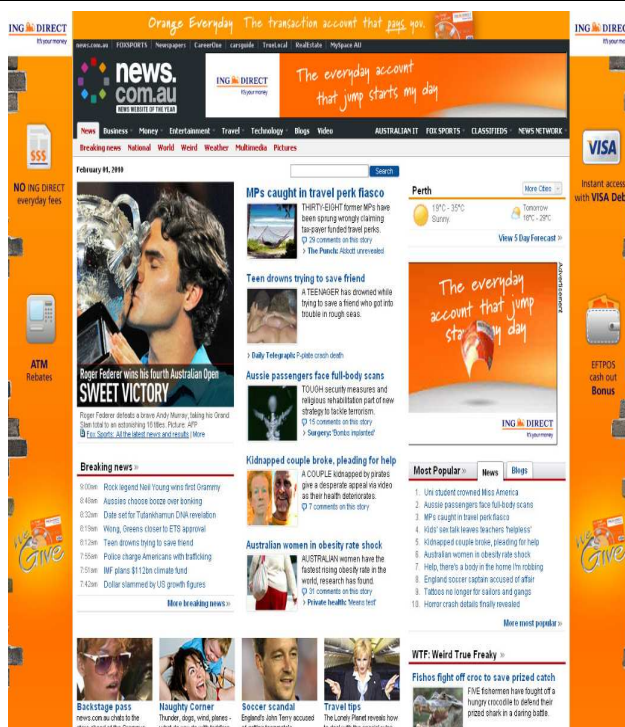 Orange Everyday The transaction account that pays you.
ING DIRECT
It's your money
news.com.au FOXSPORTS Newspapers CareerOne carsguide TrueLocal RealEstate MySpace AU
news.
com.au
NEWS WEBSITE OF THE YEAR
ING DIRECT
It's your money
The everyday account
that jump starts my day
News Business Money Entertainment Travel Technology Blogs Video AUSTRALIAN IT FOX SPORTS CLASSIFIEDS NEWS NETWORK
Breaking news National World Weird Weather Multimedia Pictures
February 01, 2010
Search
$$$
NO ING DIRECT
everyday fees
ATM
Rebates
We
Give
Roger Federer wins his fourth Australian Open
SWEET VICTORY
Roger Federer defeats a brave Andy Murray, taking his Grand
Slam total to an astonishing 16 titles. Picture: AFP
Fox Sports: All the latest news and results | More
Breaking news »
9:00am Rock legend Neil Young wins first Grammy
8:46am Aussies choose booze over bonking
8:32am Date set for Tutankhamun DNA revelation
8:15am Wong, Greens closer to ETS approval
8:12am Teen drowns trying to save friend
7:55am Police charge Americans with trafficking
7:51am IMF plans $112bn climate fund
7:42am Dollar slammed by US growth figures
More breaking news »
MPs caught in travel perk fiasco
THIRTY-EIGHT former MPs have
been sprung wrongly claiming
tax-payer funded travel perks.
29 comments on this story
› The Punch: Abbott unrevealed
Teen drowns trying to save friend
A TEENAGER has drowned while
trying to save a friend who got into
trouble in rough seas.
› Daily Telegraph: P-plate crash death
Aussie passengers face full-body scans
TOUGH security measures and
religious rehabilitation part of new
strategy to tackle terrorism.
15 comments on this story
› Surgery: 'Bombs implanted'
Kidnapped couple broke, pleading for help
A COUPLE kidnapped by pirates
give a desperate appeal via video
as their health deteriorates.
7 comments on this story
Australian women in obesity rate shock
AUSTRALIAN women have the
fastest rising obesity rate in the
world, research has found.
31 comments on this story
› Private health: 'Means test'
Perth
More Cities
19°C - 35°C
Sunny.
Tomorrow
18°C - 29°C
View 5 Day Forecast »
Advertisement
The everyday
account that jump
my day
ING DIRECT
It's your money
Most Popular » News Blogs
1. Uni student crowned Miss America
2. Aussie passengers face full-body scans
3. MPs caught in travel perk fiasco
4. Kids' sex talk leaves teachers 'helpless'
5. Kidnapped couple broke, pleading for help
6. Australian women in obesity rate shock
7. Help, there's a body in the home I'm robbing
8. England soccer captain accused of affair
9. Tattoos no longer for sailors and gangs
10. Horror crash details finally revealed
More most popular »
WTF: Weird True Freaky »
Fishos fight off croc to save prized catch
FIVE fishermen have fought off a
hungry crocodile to defend their
prized shark in a daring battle.
Backstage pass
news.com.au chats to the
Naughty Corner
Thunder, dogs, wind, planes -
Soccer scandal
England's John Terry accused
Travel tips
The Lonely Planet reveals how
ING DIREC
It's your money
VISA
Instant access
with VISA Deb
EFTPOS
cash out
Bonus
We
Give